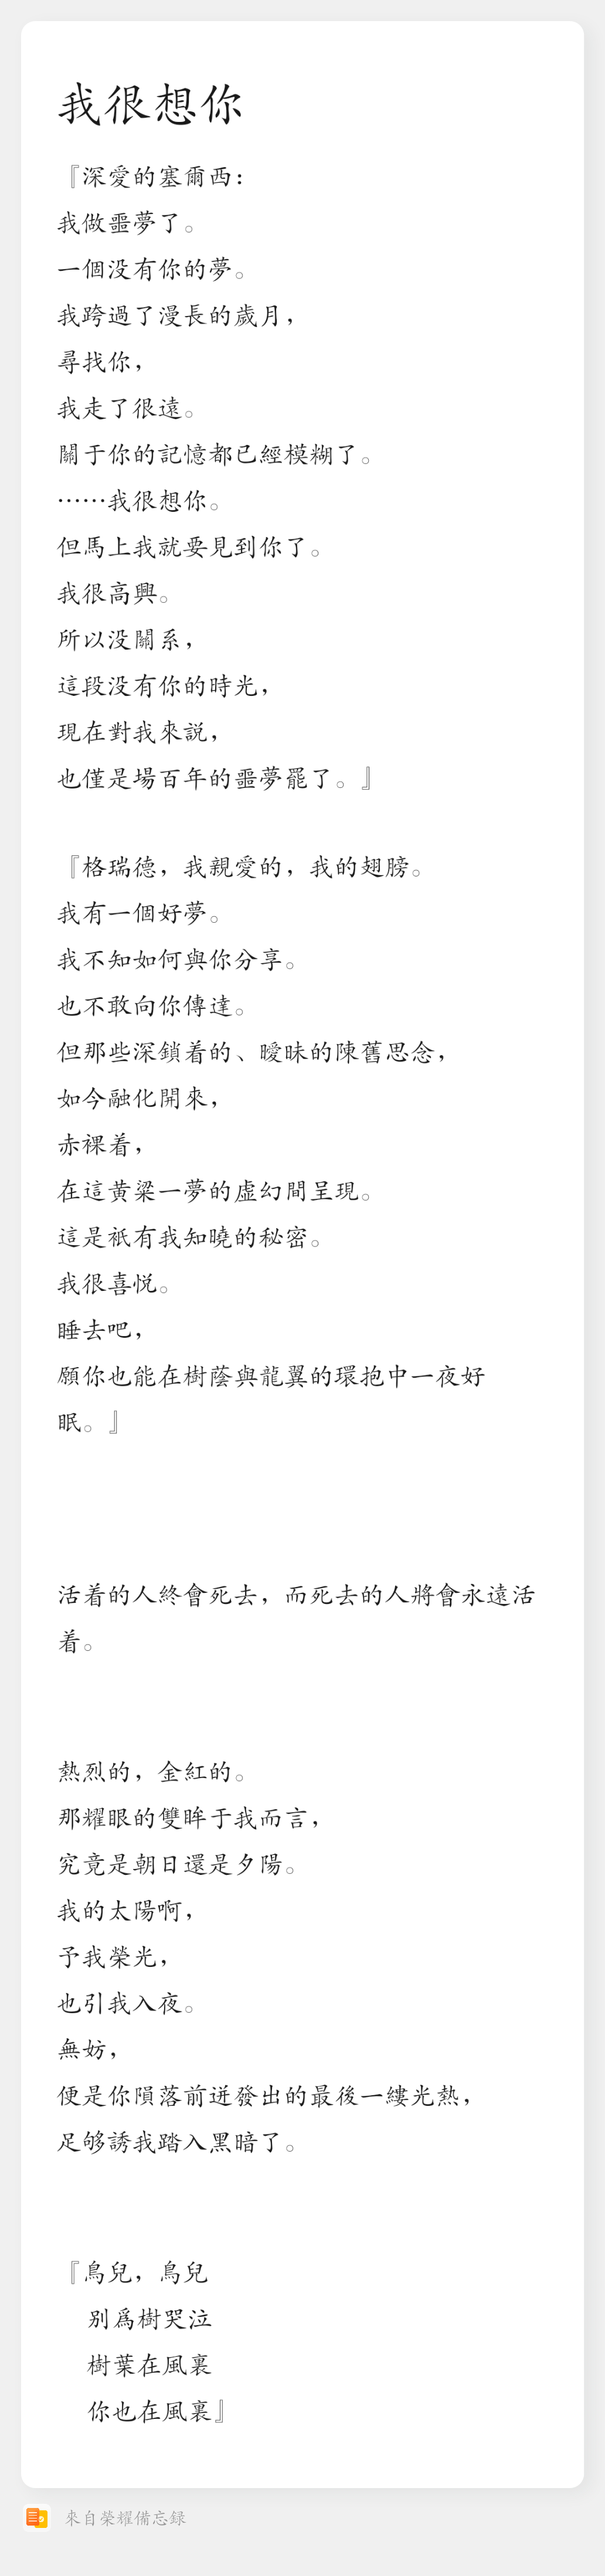 我很想你
『深愛的塞爾西：
我做噩夢了。
一個没有你的夢。
我跨過了漫長的歲月，
尋找你，
我走了很遠。
關于你的記憶都已經模糊了。
……我很想你。
但馬上我就要見到你了。
我很高興。
所以没關系，
這段没有你的時光，
現在對我來説，
也僅是場百年的噩夢罷了。』
『格瑞德，我親愛的，我的翅膀。
我有一個好夢。
我不知如何與你分享。
也不敢向你傳達。
但那些深鎖着的、曖昧的陳舊思念，
如今融化開來，
赤裸着，
在這黄粱一夢的虛幻間呈現。
這是衹有我知曉的秘密。
我很喜悦。
睡去吧，
願你也能在樹蔭與龍翼的環抱中一夜好
眠。』
活着的人終會死去，而死去的人將會永遠活
着。
熱烈的，金紅的。
那耀眼的雙眸于我而言，
究竟是朝日還是夕陽。
我的太陽啊，
予我榮光，
也引我入夜。
無妨，
便是你隕落前迸發出的最後一縷光熱，
足够誘我踏入黑暗了。
『鳥兒，鳥兒
别爲樹哭泣
樹葉在風裏
你也在風裏』
來自榮耀備忘録